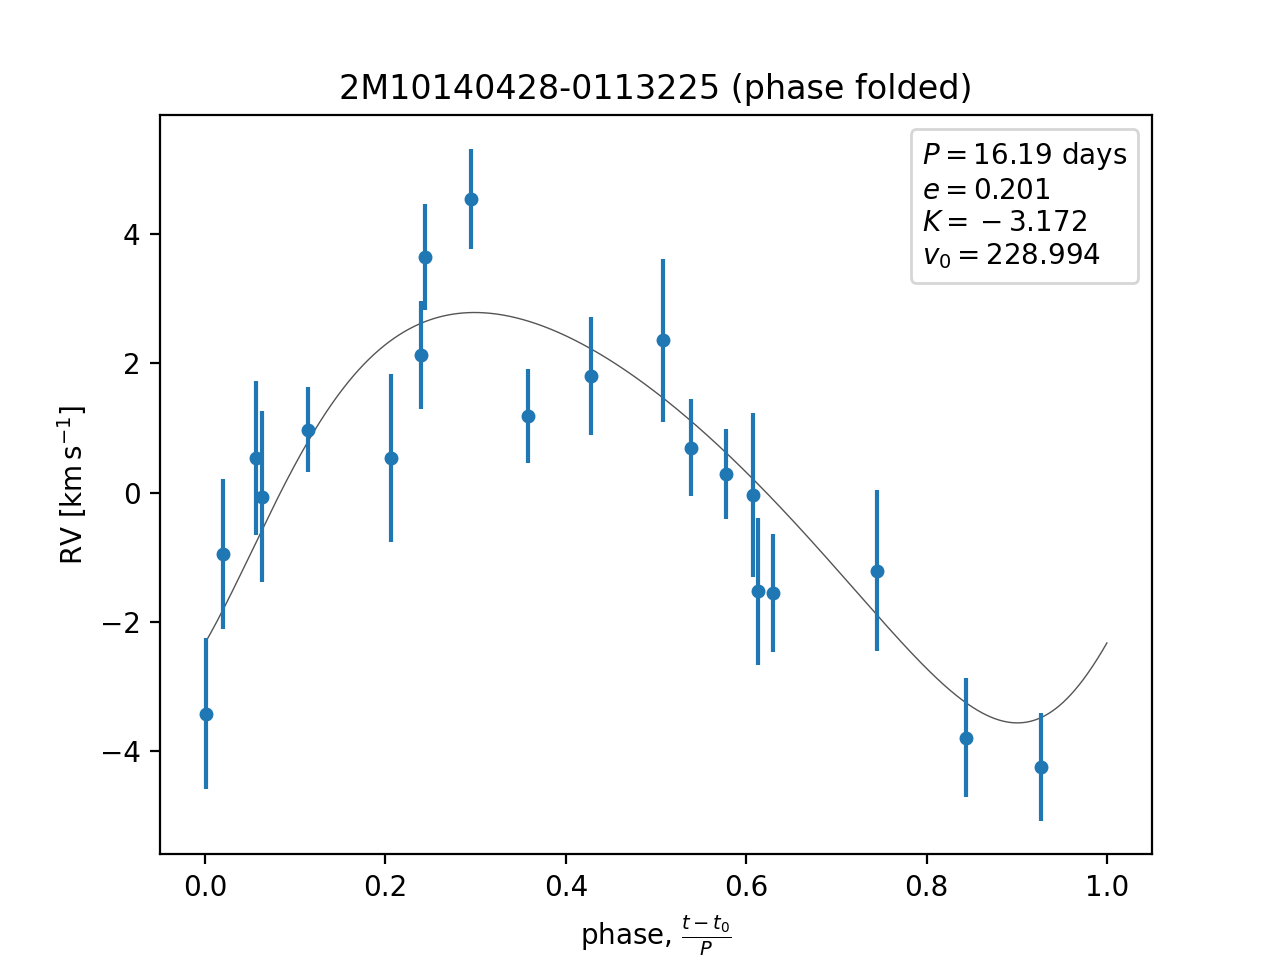 2M10140428-0113225 (phase folded)
P = 16.19 days
e = 0.201
K = −3.172
v₀ = 228.994
RV [km s⁻¹]
4
2
0
−2
−4
0.0 0.2 0.4 0.6 0.8 1.0
phase, (t − t₀)/P